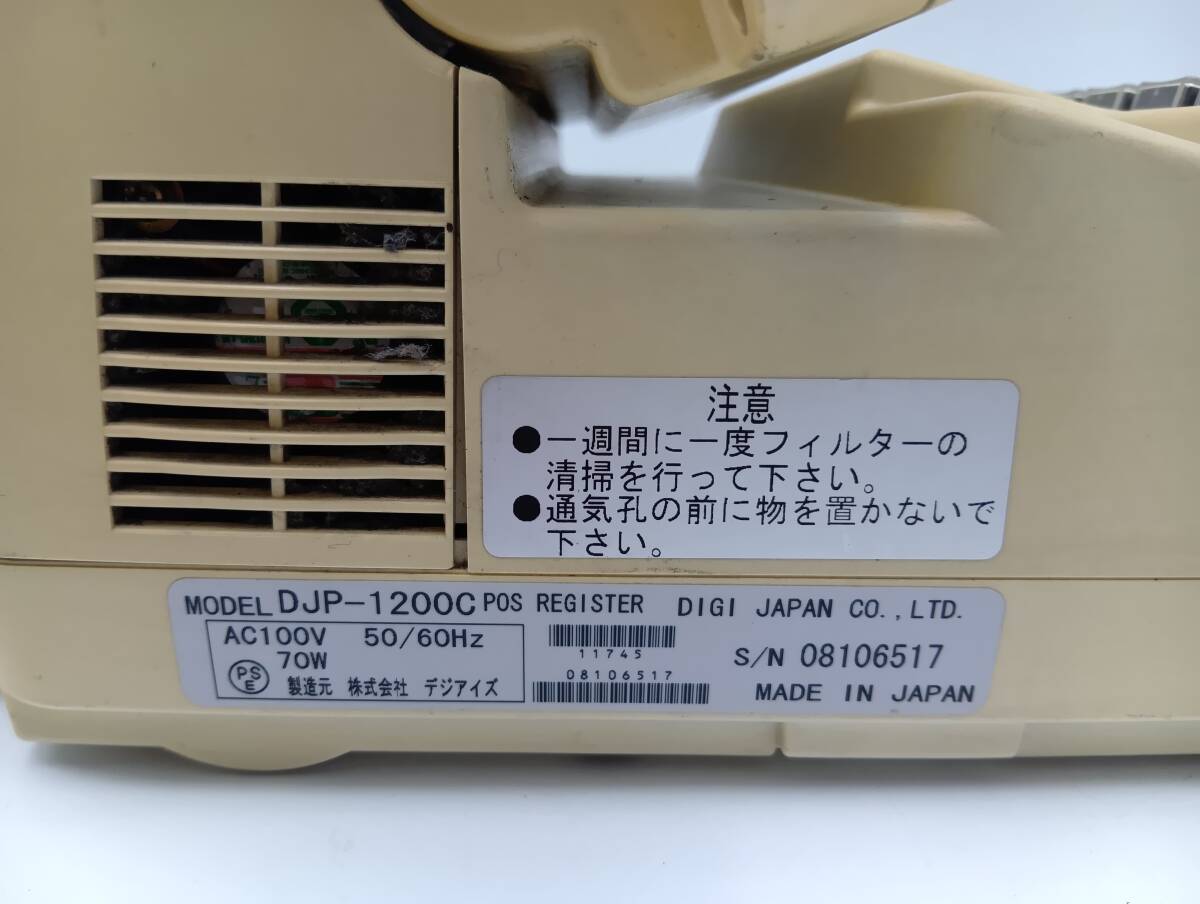 注意
●一週間に一度フィルターの
清掃を行って下さい。
●通気孔の前に物を置かないで
下さい。
MODEL DJP-1200C POS REGISTER DIGI JAPAN CO.,LTD.
AC100V 50/60Hz
70W
PSE 製造元 株式会社 デジアイズ
11745
08106517
S/N 08106517
MADE IN JAPAN